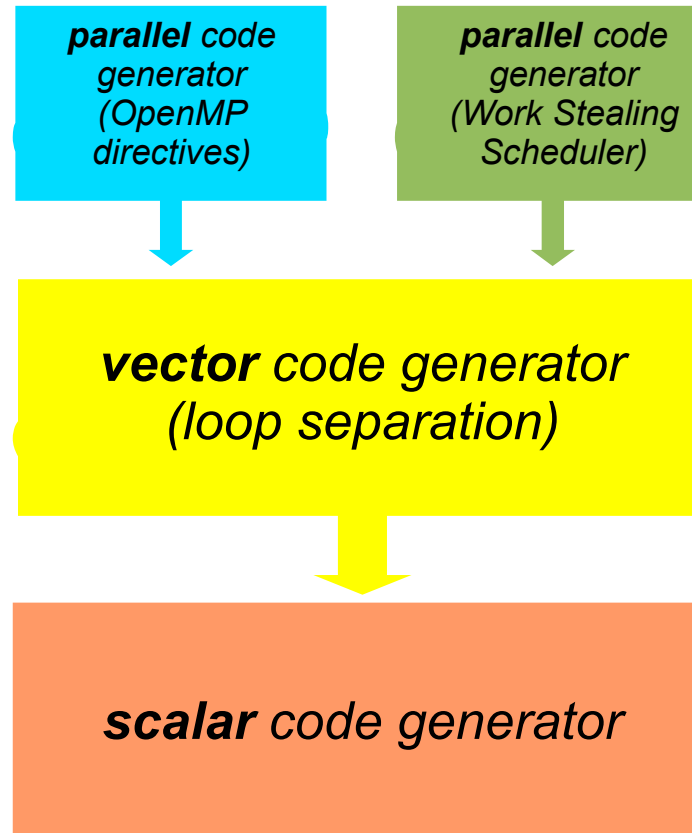 parallel code
generator
(OpenMP
directives)
parallel code
generator
(Work Stealing
Scheduler)
vector code generator
(loop separation)
scalar code generator